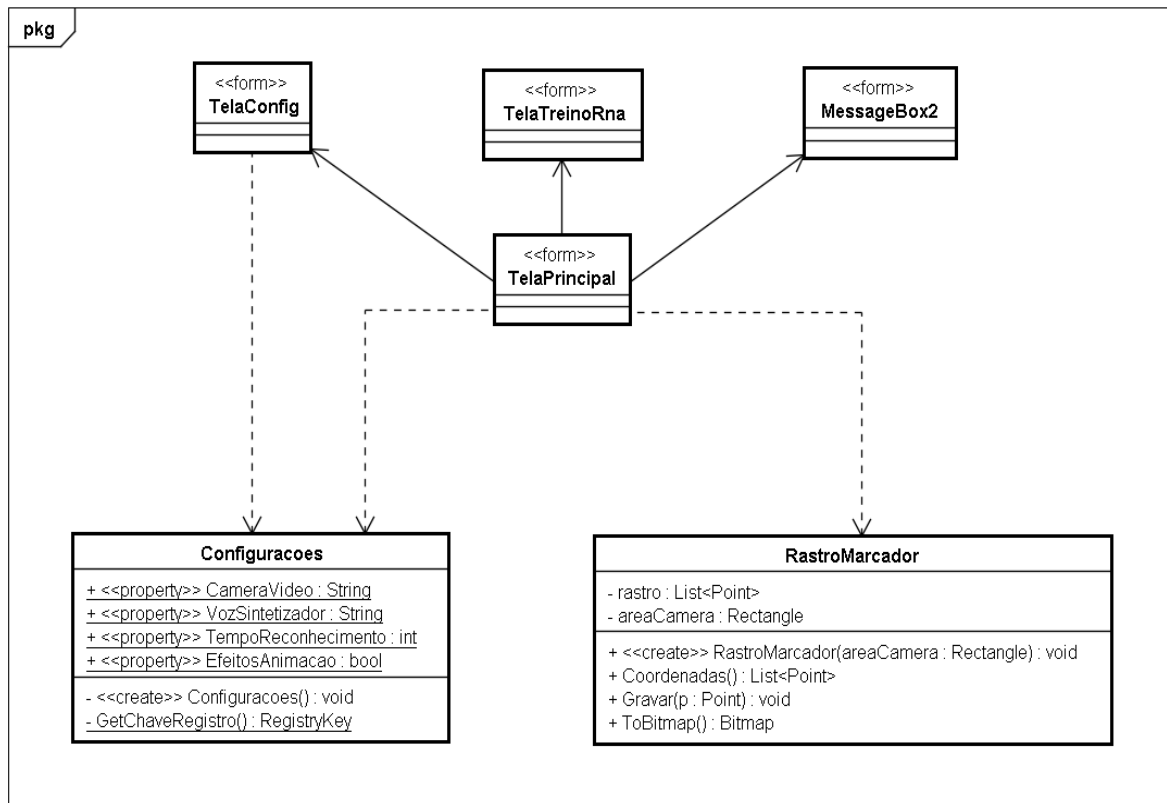 pkg
<<form>>
TelaConfig
<<form>>
TelaTreinoRna
<<form>>
MessageBox2
<<form>>
TelaPrincipal
Configuracoes
+ <<property>> CameraVideo : String
+ <<property>> VozSintetizador : String
+ <<property>> TempoReconhecimento : int
+ <<property>> EfeitosAnimacao : bool
- <<create>> Configuracoes() : void
- GetChaveRegistro() : RegistryKey
RastroMarcador
- rastro : List<Point>
- areaCamera : Rectangle
+ <<create>> RastroMarcador(areaCamera : Rectangle) : void
+ Coordenadas() : List<Point>
+ Gravar(p : Point) : void
+ ToBitmap() : Bitmap